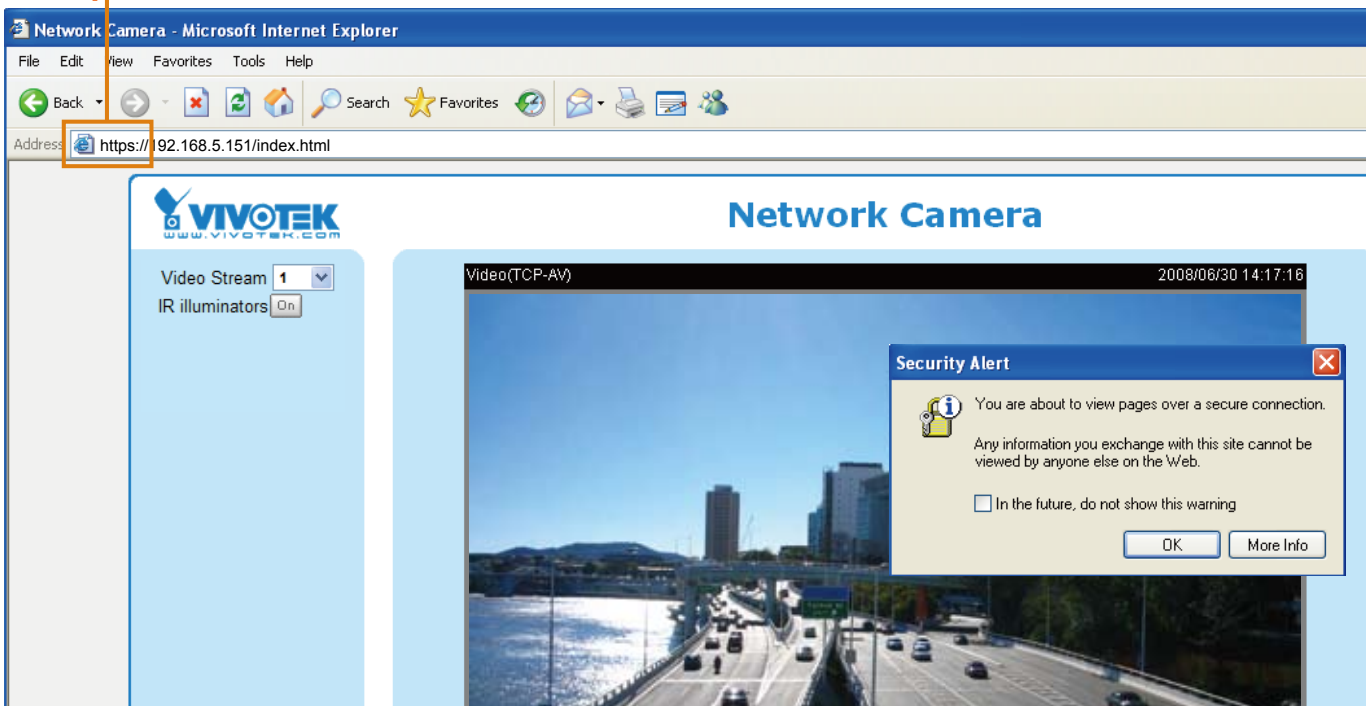 Network Camera - Microsoft Internet Explorer
File Edit View Favorites Tools Help
Back Search Favorites
Address https://192.168.5.151/index.html
VIVOTEK
www.vivotek.com
Network Camera
Video Stream 1
IR illuminators On
Video(TCP-AV) 2008/06/30 14:17:16
Security Alert
You are about to view pages over a secure connection.
Any information you exchange with this site cannot be
viewed by anyone else on the Web.
In the future, do not show this warning
OK More Info